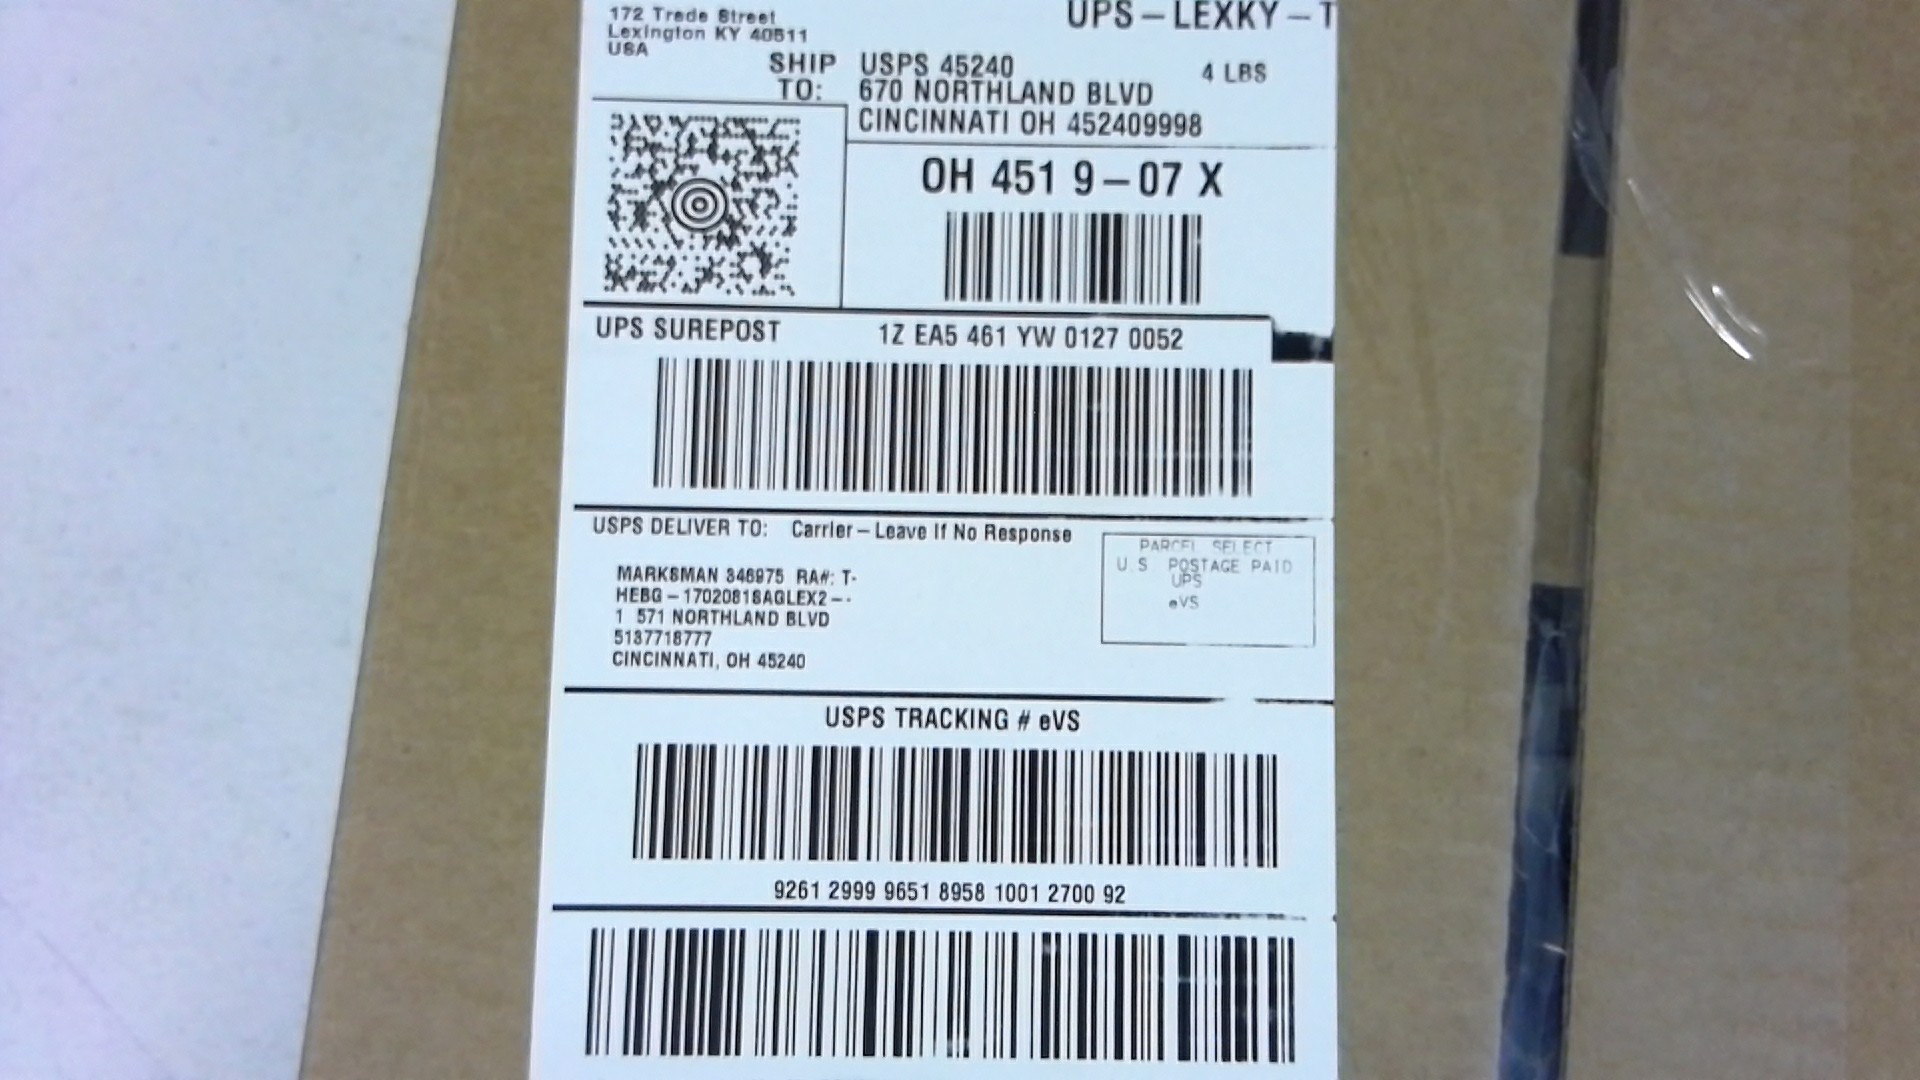 172 Trade Street
Lexington KY 40511
USA
UPS-LEXKY-T
SHIP TO:
USPS 45240
4 LBS
670 NORTHLAND BLVD
CINCINNATI OH 452409998
OH 451 9-07 X
UPS SUREPOST
1Z EA5 461 YW 0127 0052
USPS DELIVER TO: Carrier-Leave If No Response
MARKSMAN 346975 RA#: T-
HEBG-17020818AGLEX2--
1 571 NORTHLAND BLVD
5137718777
CINCINNATI, OH 45240
PARCEL SELECT
U.S POSTAGE PAID
UPS
eVS
USPS TRACKING # eVS
9261 2999 9651 8958 1001 2700 92